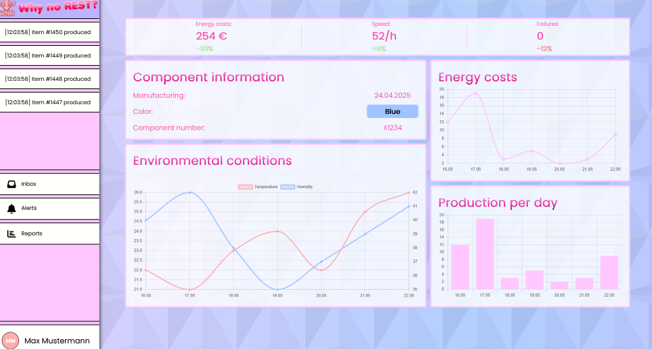 Why no REST?
[12:03:58] Item #1450 produced
[12:03:58] Item #1449 produced
[12:03:58] Item #1448 produced
[12:03:58] Item #1447 produced
Inbox
Alerts
Reports
MM Max Mustermann
Energy costs: Speed: Failures:
254 € 52/h 0
-33% +5% -12%
Component information
Manufacturing: 24.04.2025
Color: Blue
Component number: X1234
Environmental conditions
Temperature Humidity
26.0 42
25.5 41
25.0 40
24.5
24.0 39
23.5 38
23.0
22.5 37
22.0 36
21.5
21.0 35
16.05 17.05 18.05 19.05 20.05 21.05 22.05
Energy costs
20
18
16
14
12
10
8
6
4
2
16.05 17.05 18.05 19.05 20.05 21.05 22.05
Production per day
20
18
16
14
12
10
8
6
4
2
0
16.05 17.05 18.05 19.05 20.05 21.05 22.05